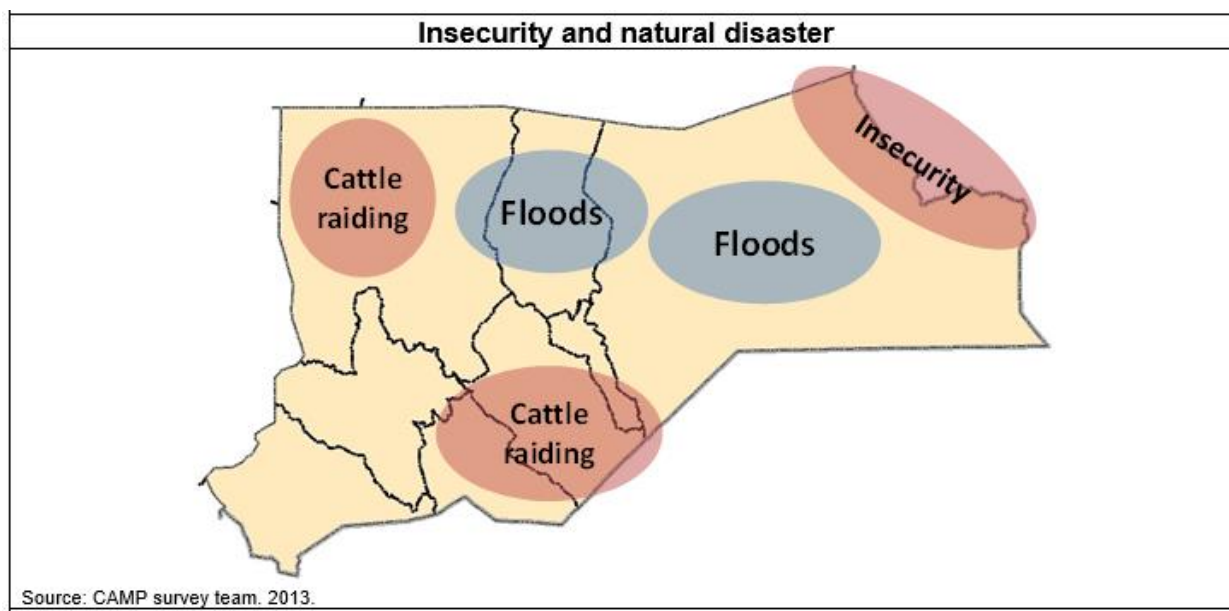 Insecurity and natural disaster
Insecurity
Cattle
raiding
Floods
Floods
Cattle
raiding
Source: CAMP survey team. 2013.